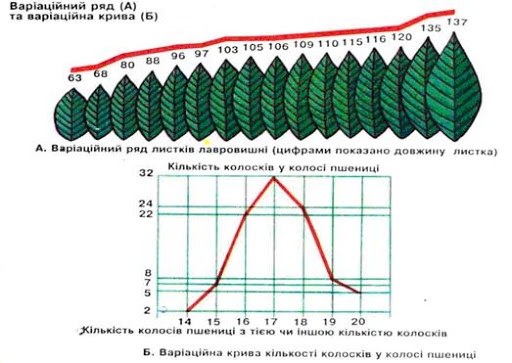 Варіаційний ряд (А)
та варіаційна крива (Б)
63 68 80 88 96 97 103 105 106 109 110 115 116 120 135 137
А. Варіаційний ряд листків лавровишні (цифрами показано довжину листка)
Кількість колосків у колосі пшениці
32
24
22
8
7
5
2
14 15 16 17 18 19 20
Кількість колосів пшениці з тією чи іншою кількістю колосків
Б. Варіаційна крива кількості колосків у колосі пшениці